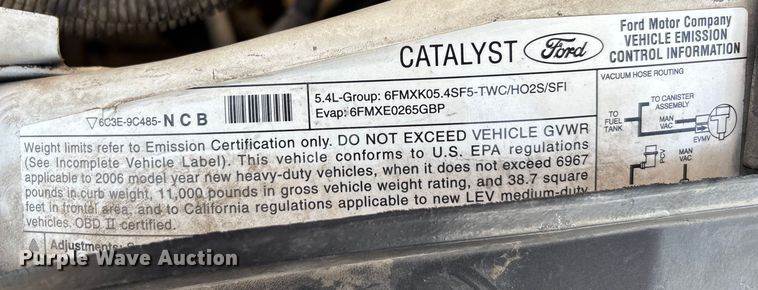 CATALYST Ford
Ford Motor Company
VEHICLE EMISSION
CONTROL INFORMATION
6C3E-9C485- NCB
5.4L-Group: 6FMXK05.4SF5-TWC/HO2S/SFI
Evap: 6FMXE0265GBP
Weight limits refer to Emission Certification only. DO NOT EXCEED VEHICLE GVWR
(See Incomplete Vehicle Label). This vehicle conforms to U.S. EPA regulations
applicable to 2006 model year new heavy-duty vehicles, when it does not exceed 6967
pounds in curb weight, 11,000 pounds in gross vehicle weight rating, and 38.7 square
feet in frontal area, and to California regulations applicable to new LEV medium-duty
vehicles. OBD II certified.
Adjustments:
VACUUM HOSE ROUTING
TO CANISTER
ASSEMBLY
TO
FUEL
TANK
MAN
VAC
EVMV
PCV
MAN
VAC
Purple Wave Auction